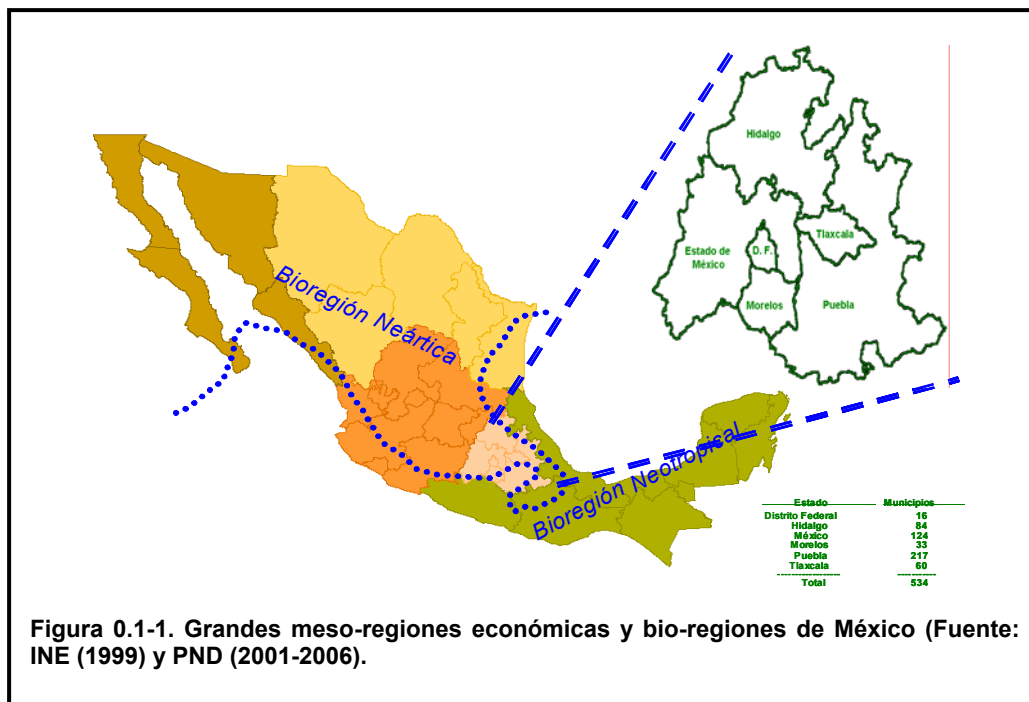 Hidalgo
Tlaxcala
Estado de
México
D. F.
Morelos
Puebla
Bioregión Neártica
Bioregión Neotropical
Estado Municipios
Distrito Federal 16
Hidalgo 84
México 124
Morelos 33
Puebla 217
Tlaxcala 60
Total 534
Figura 0.1-1. Grandes meso-regiones económicas y bio-regiones de México (Fuente:
INE (1999) y PND (2001-2006).